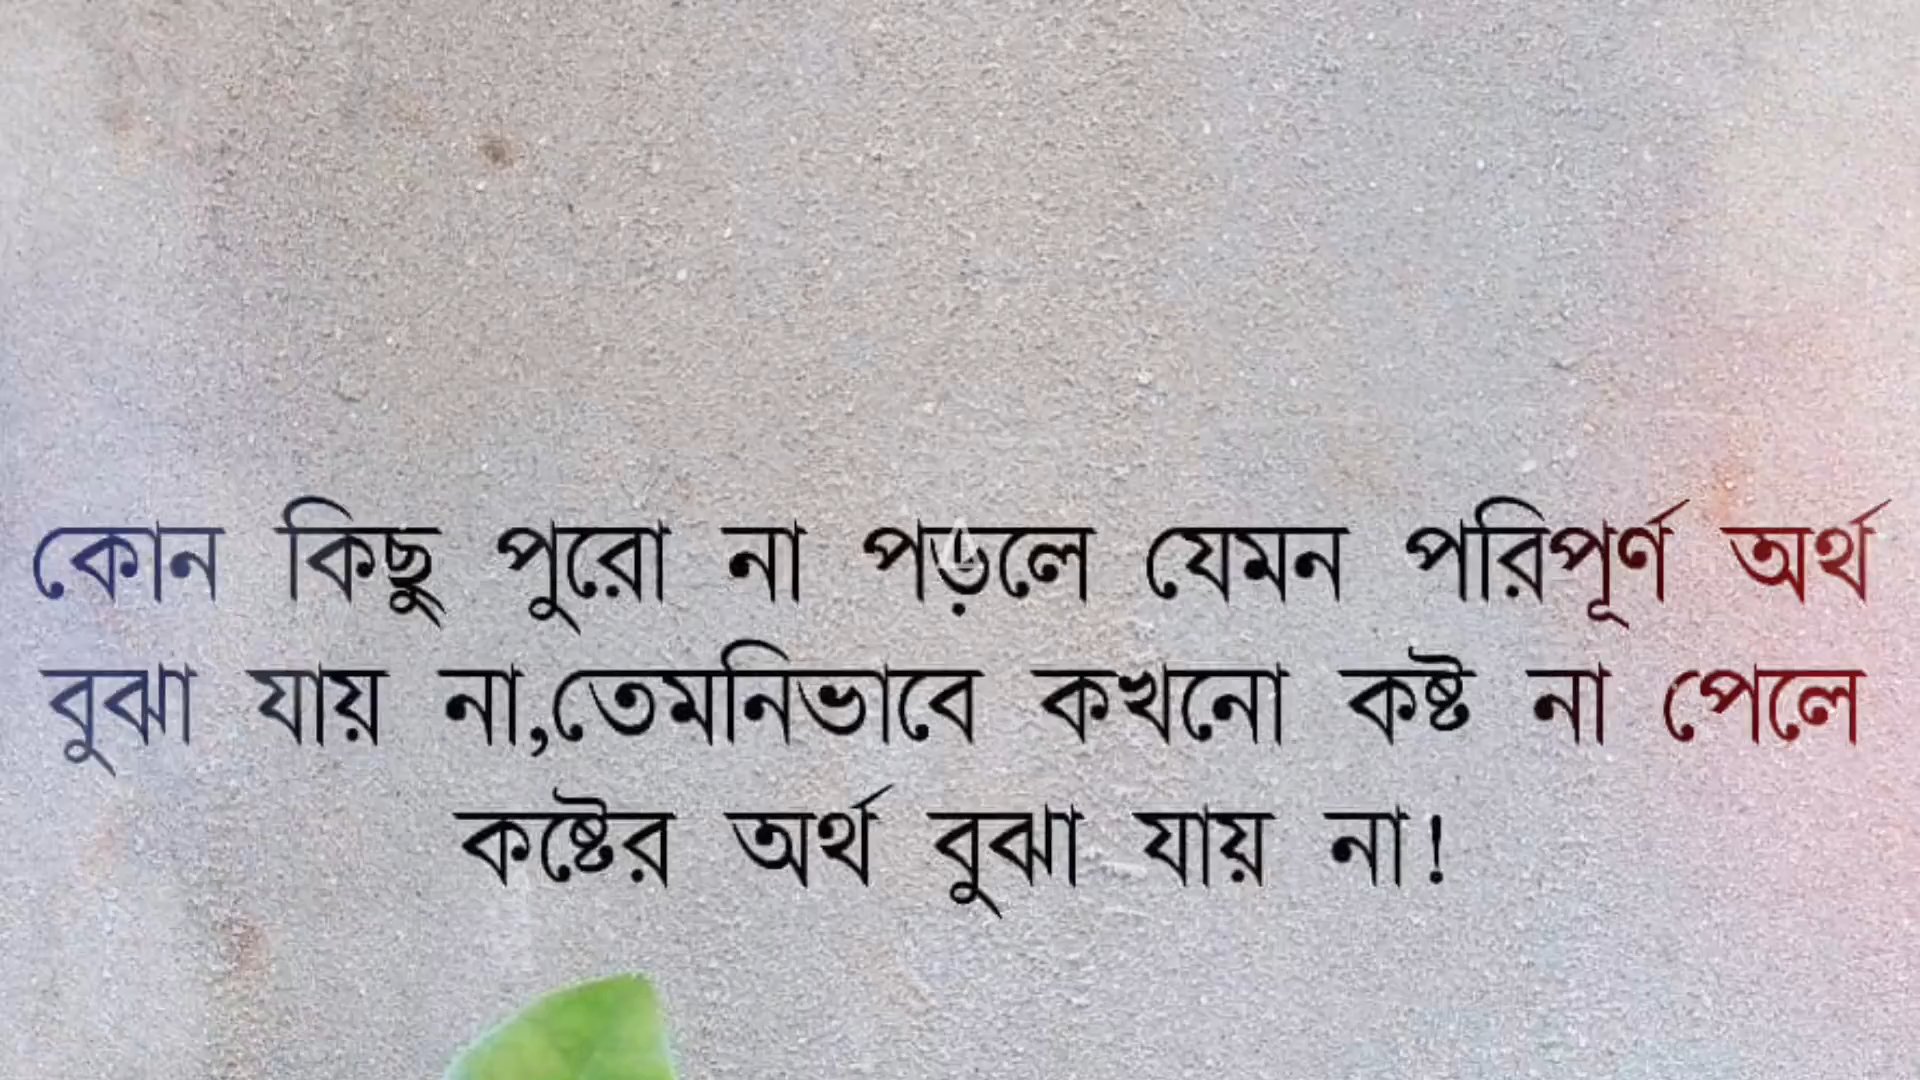 কোন কিছু পুরো না পড়লে যেমন পরিপূর্ণ অর্থ
বুঝা যায় না,তেমনিভাবে কখনো কষ্ট না পেলে
কষ্টের অর্থ বুঝা যায় না!